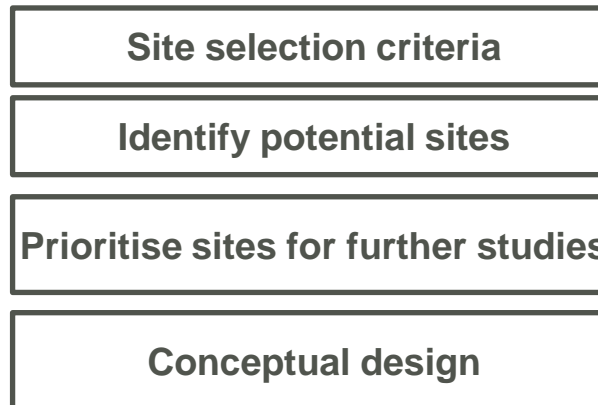 Site selection criteria
Identify potential sites
Prioritise sites for further studies
Conceptual design